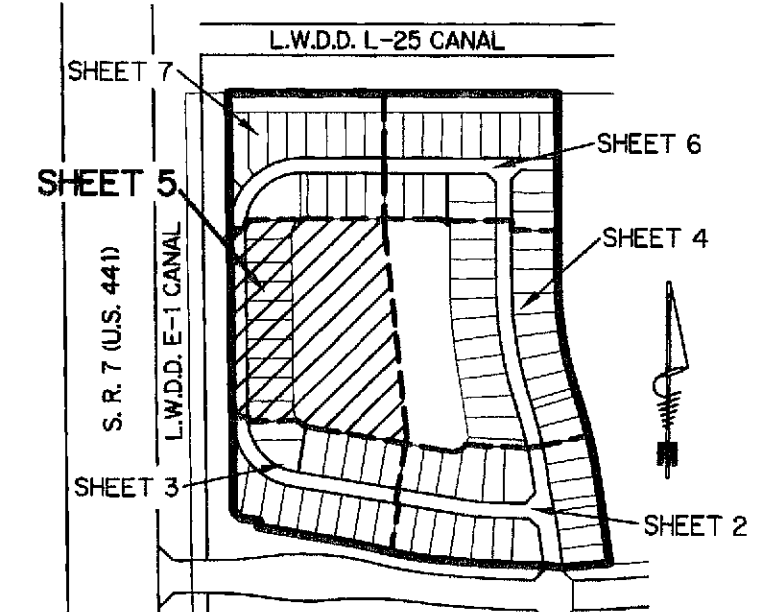 L.W.D.D. L-25 CANAL
SHEET 7
SHEET 6
SHEET 5
SHEET 4
S. R. 7 (U.S. 441)
L.W.D.D. E-1 CANAL
SHEET 3
SHEET 2